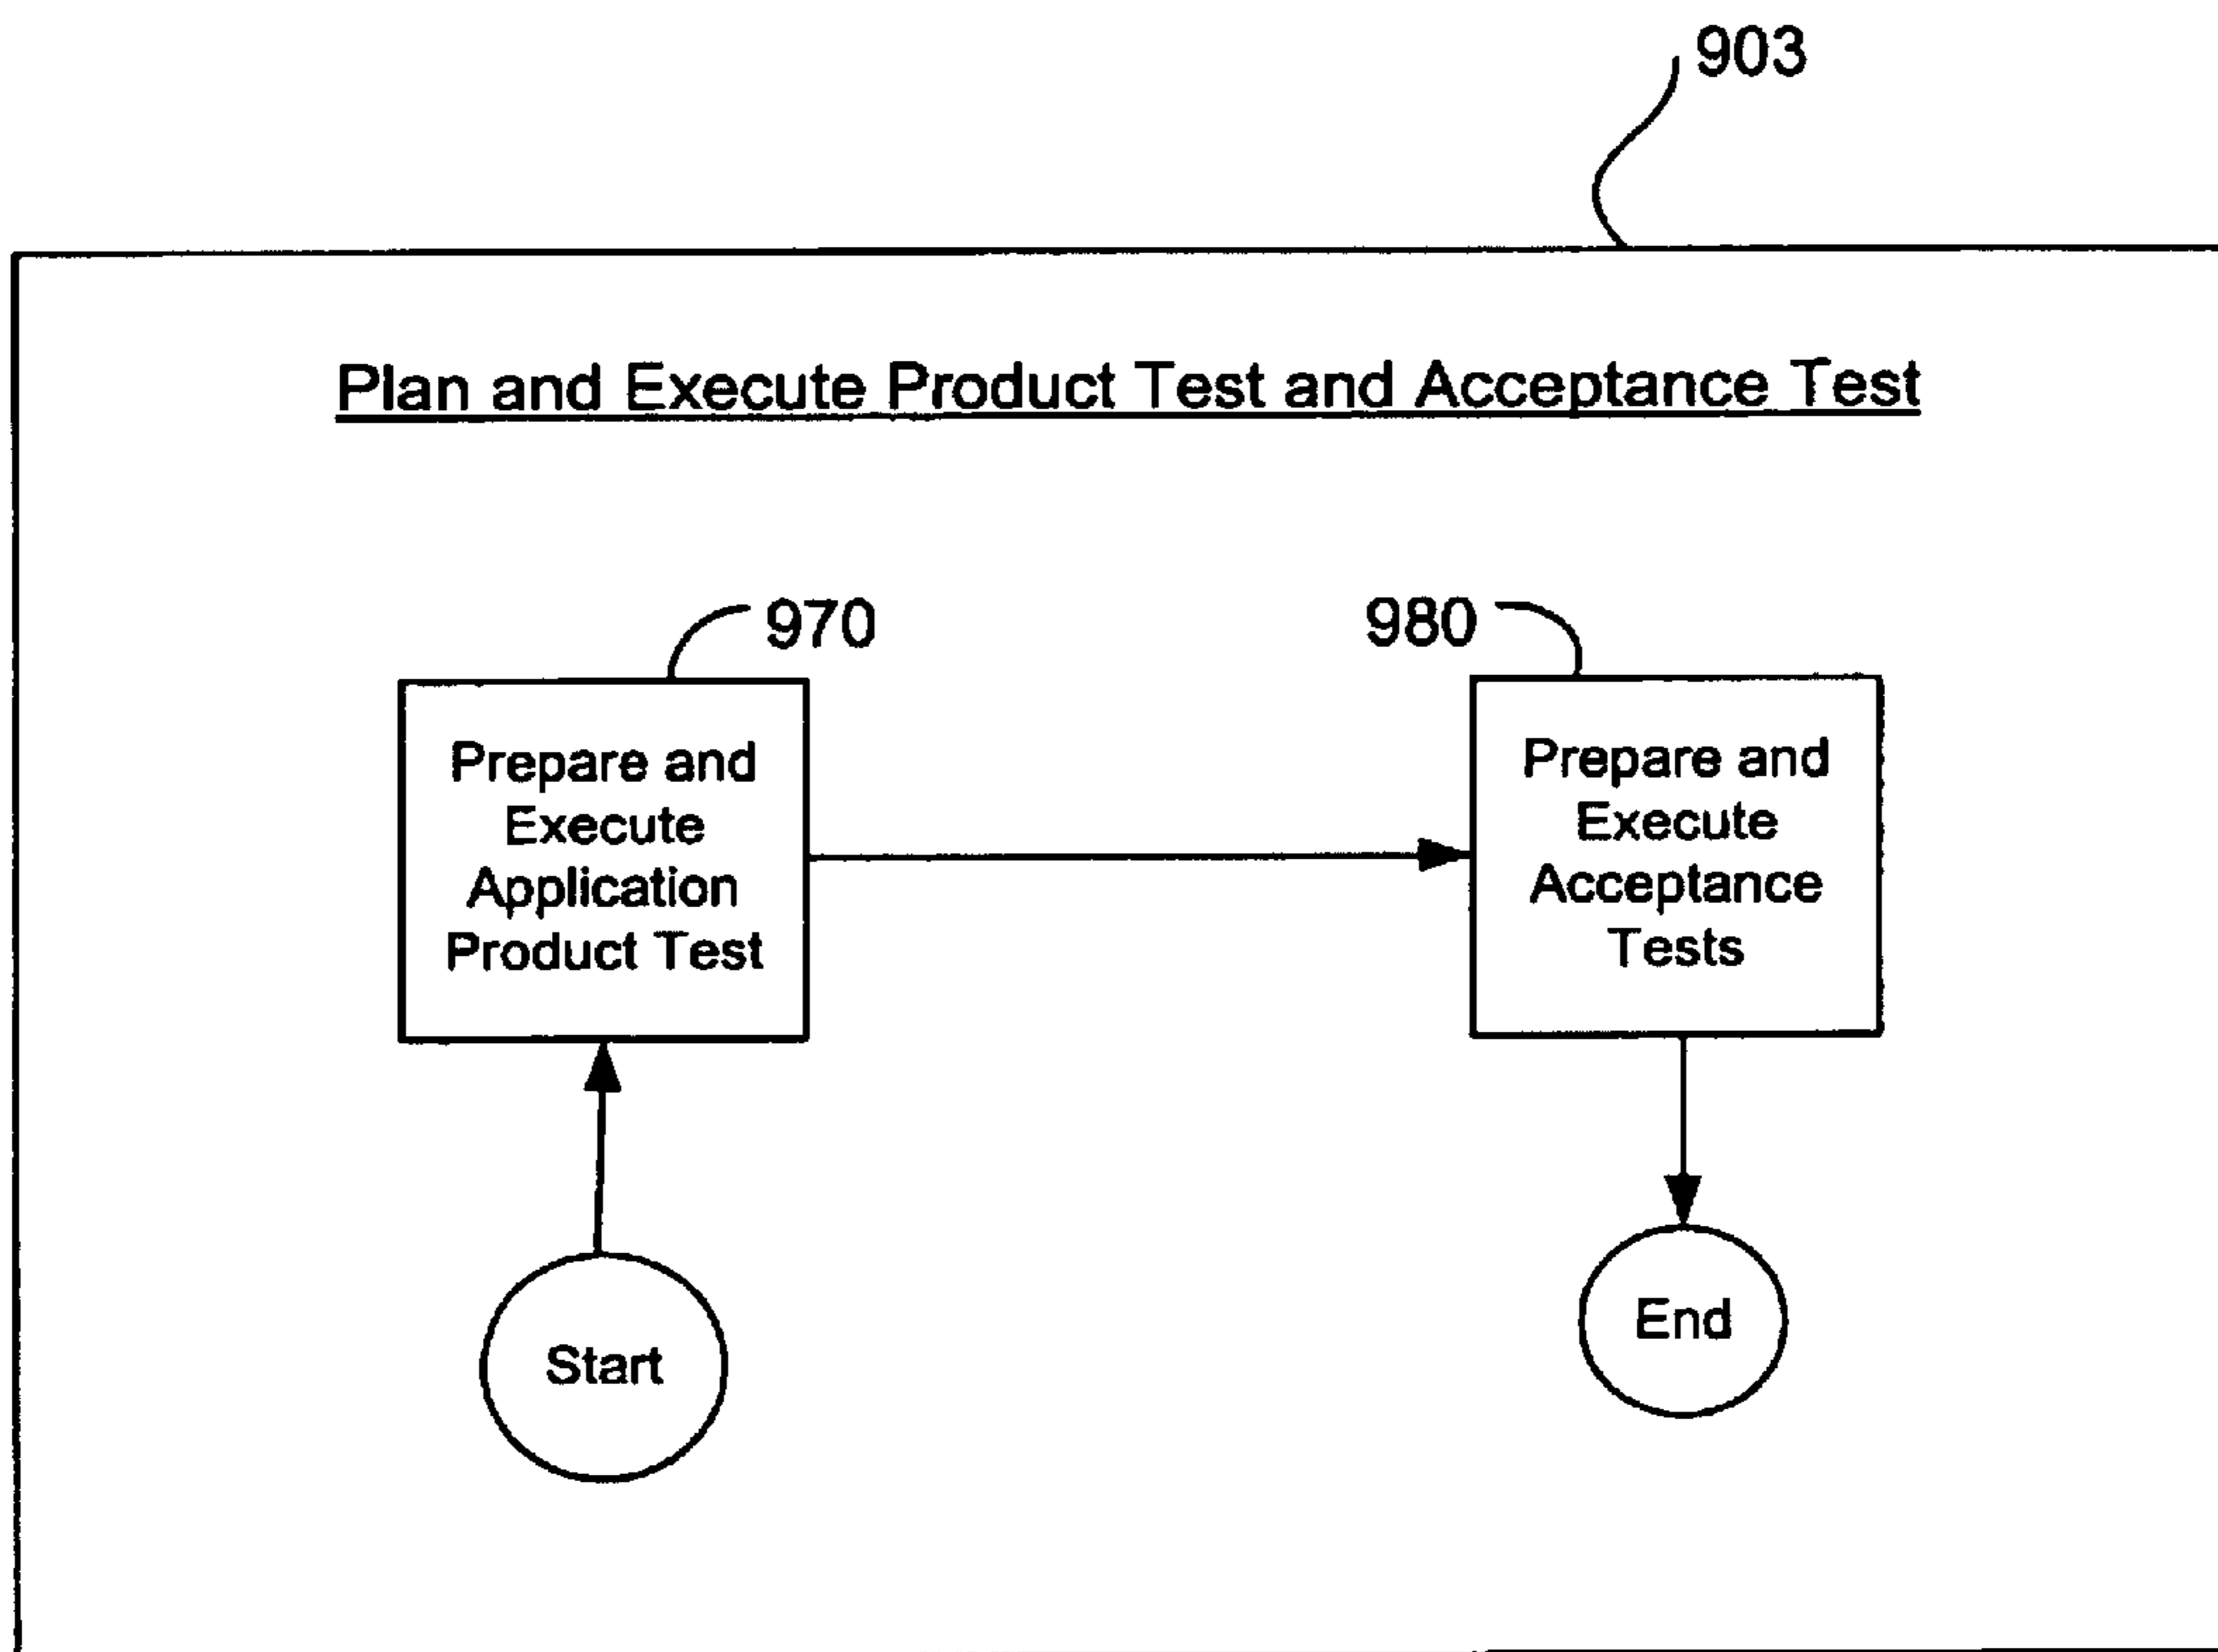 903
Plan and Execute Product Test and Acceptance Test
970
980
Prepare and
Execute
Application
Product Test
Prepare and
Execute
Acceptance
Tests
Start
End